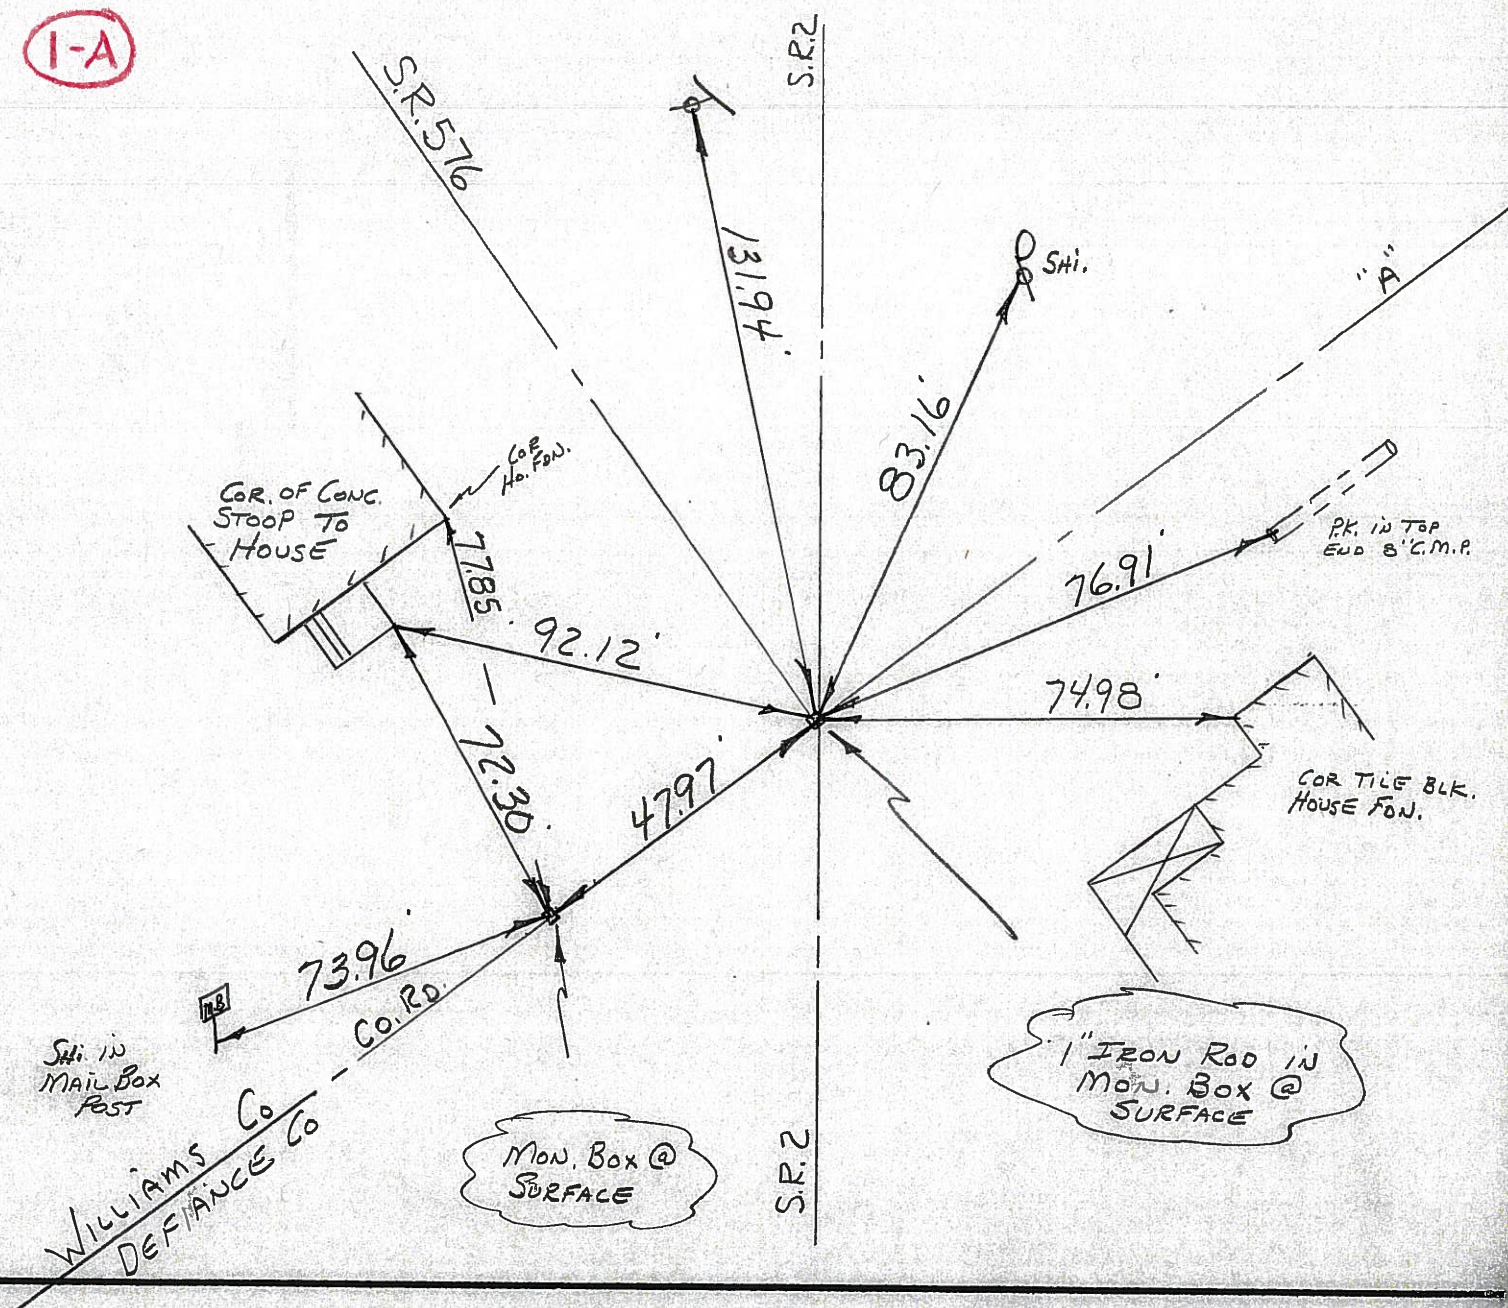 1-A
S.R. 576
S.R. 2
131.94'
SHi.
"A"
83.16'
COR.
HO. FDN.
COR. OF CONC.
STOOP TO
HOUSE
77.85'
92.12'
76.91'
P.K. IN TOP
END 8" C.M.P.
74.98'
72.30'
47.97'
COR TILE BLK.
HOUSE FDN.
73.96'
CO. RD.
M.B
SHi. IN
MAIL BOX
POST
WILLIAMS CO
DEFIANCE CO
MON. BOX @
SURFACE
S.R. 2
1" IRON ROD IN
MON. BOX @
SURFACE